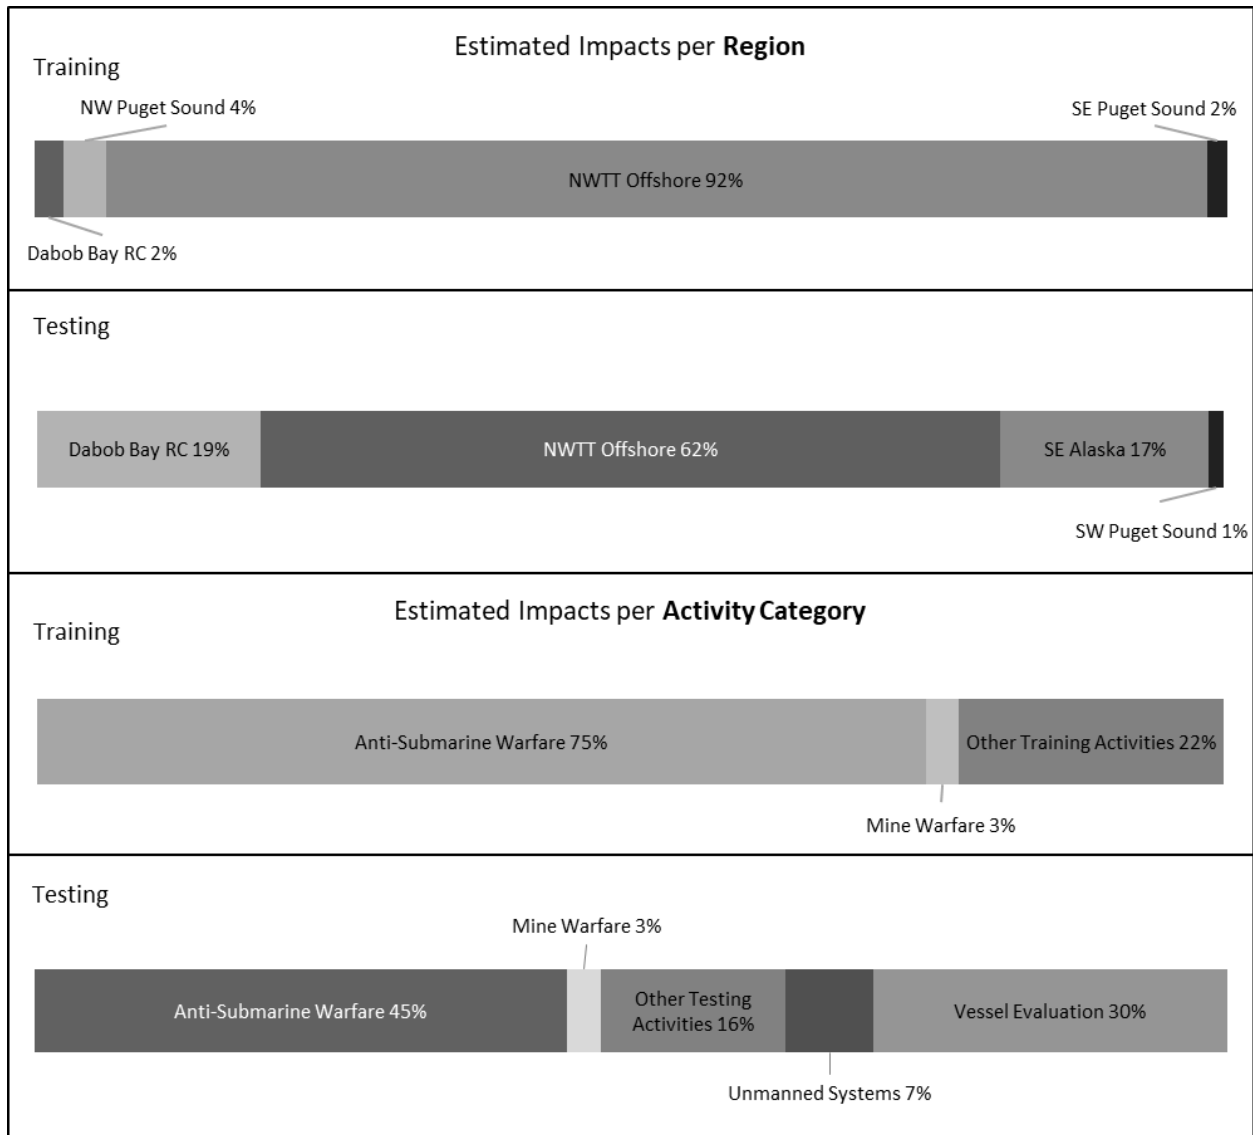 Estimated Impacts per Region
Training
NW Puget Sound 4%
SE Puget Sound 2%
NWTT Offshore 92%
Dabob Bay RC 2%
Testing
Dabob Bay RC 19%
NWTT Offshore 62%
SE Alaska 17%
SW Puget Sound 1%
Estimated Impacts per Activity Category
Training
Anti-Submarine Warfare 75%
Other Training Activities 22%
Mine Warfare 3%
Testing
Mine Warfare 3%
Anti-Submarine Warfare 45%
Other Testing
Activities 16%
Vessel Evaluation 30%
Unmanned Systems 7%